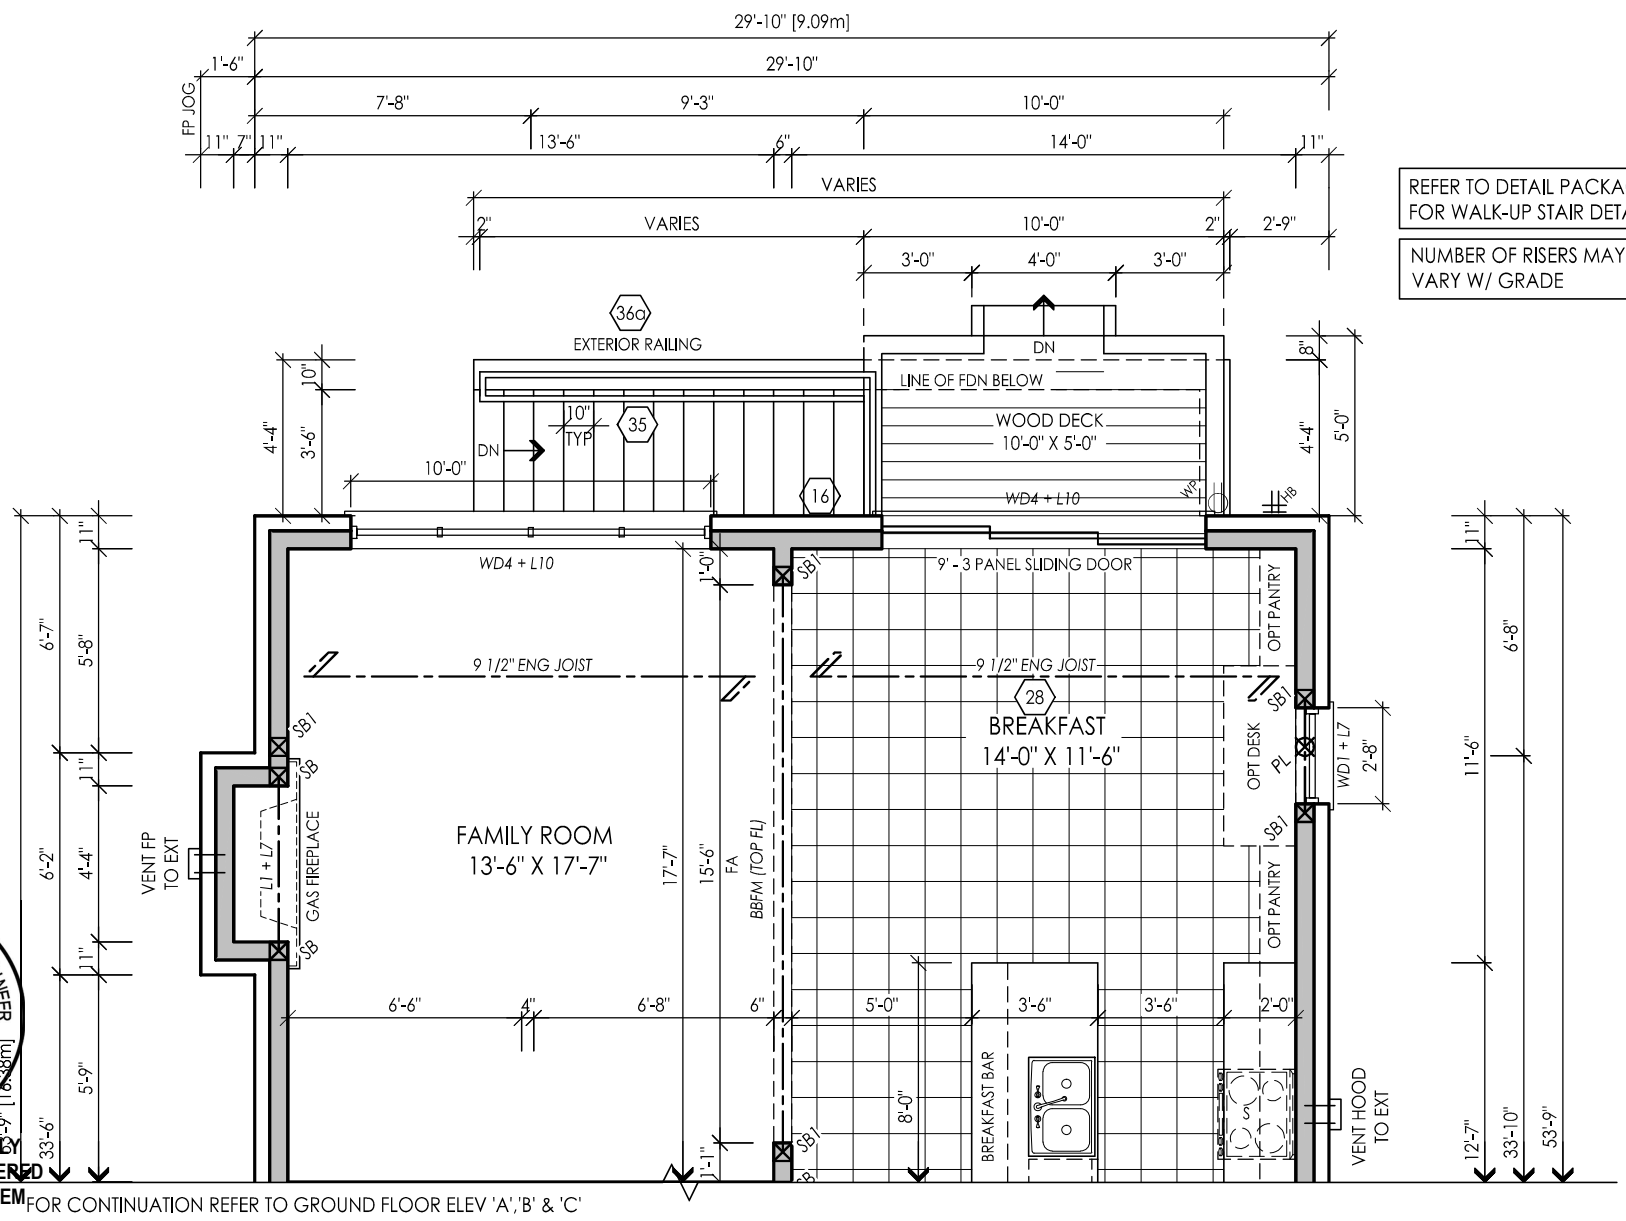 29'-10" [9.09m]
1'-6"
29'-10"
FP JOG
7'-8"
9'-3"
10'-0"
11"
7"
11"
13'-6"
6"
14'-0"
11"
VARIES
2"
VARIES
10'-0"
2"
2'-9"
3'-0"
4'-0"
3'-0"
REFER TO DETAIL PACKA
FOR WALK-UP STAIR DETA
NUMBER OF RISERS MAY
VARY W/ GRADE
36a
EXTERIOR RAILING
DN
LINE OF FDN BELOW
10"
4'-4"
3'-6"
10"
TYP
35
DN
WOOD DECK
10'-0" X 5'-0"
8"
4'-4"
5'-0"
10'-0"
16
WD4 + L10
WP
HB
WD4 + L10
1'-0"
SB1
9' - 3 PANEL SLIDING DOOR
OPT PANTRY
11"
6'-7"
5'-8"
11"
6'-8"
9 1/2" ENG JOIST
9 1/2" ENG JOIST
28
BREAKFAST
14'-0" X 11'-6"
SB1
SB1
OPT DESK
PL
WD1 + L7
2'-8"
11'-6"
SB
11"
SB1
VENT FP
TO EXT
L1 + L7
GAS FIREPLACE
FAMILY ROOM
13'-6" X 17'-7"
17'-7"
15'-6"
FA
BBFM (TOP FL)
6'-2"
4'-4"
OPT PANTRY
SB
11"
6'-6"
4"
6'-8"
6"
5'-0"
3'-6"
3'-6"
2'-0"
5'-9"
33'-6"
[16.38m]
8'-0"
BREAKFAST BAR
S
VENT HOOD
TO EXT
12'-7"
33'-10"
53'-9"
SB1
1'-1"
SB
FOR CONTINUATION REFER TO GROUND FLOOR ELEV 'A','B' & 'C'